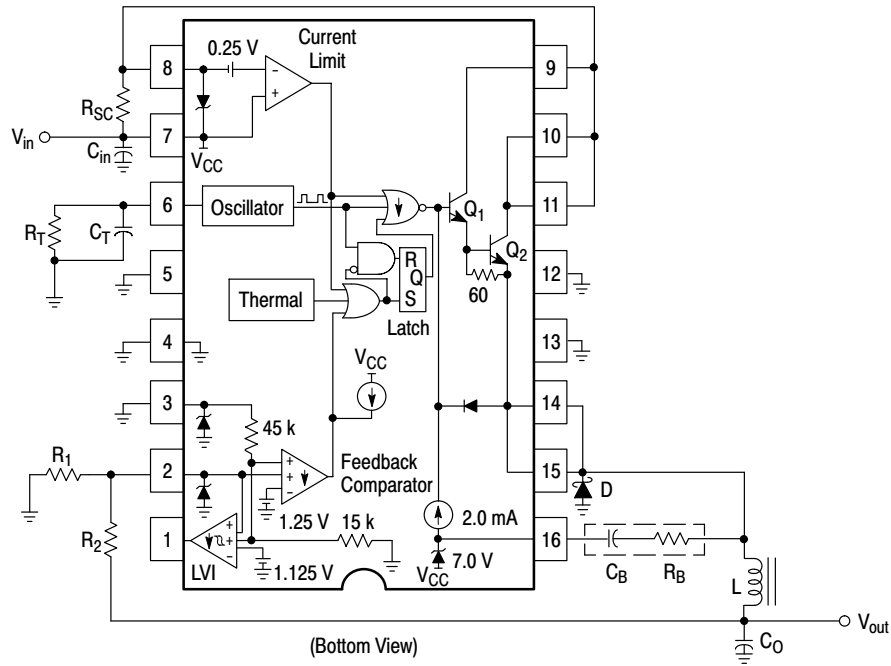 0.25 V
Current
Limit
8
9
R_SC
V_in
7
10
C_in
V_CC
6
Oscillator
Q_1
11
R_T
C_T
Q_2
R
Q
S
5
60
12
Thermal
Latch
4
13
V_CC
3
14
45 k
R_1
2
Feedback
Comparator
15
D
+
+
−
1.25 V
2.0 mA
15 k
R_2
1
16
+
+
−
7.0 V
C_B
R_B
LVI
1.125 V
V_CC
L
V_out
C_O
(Bottom View)
−
+